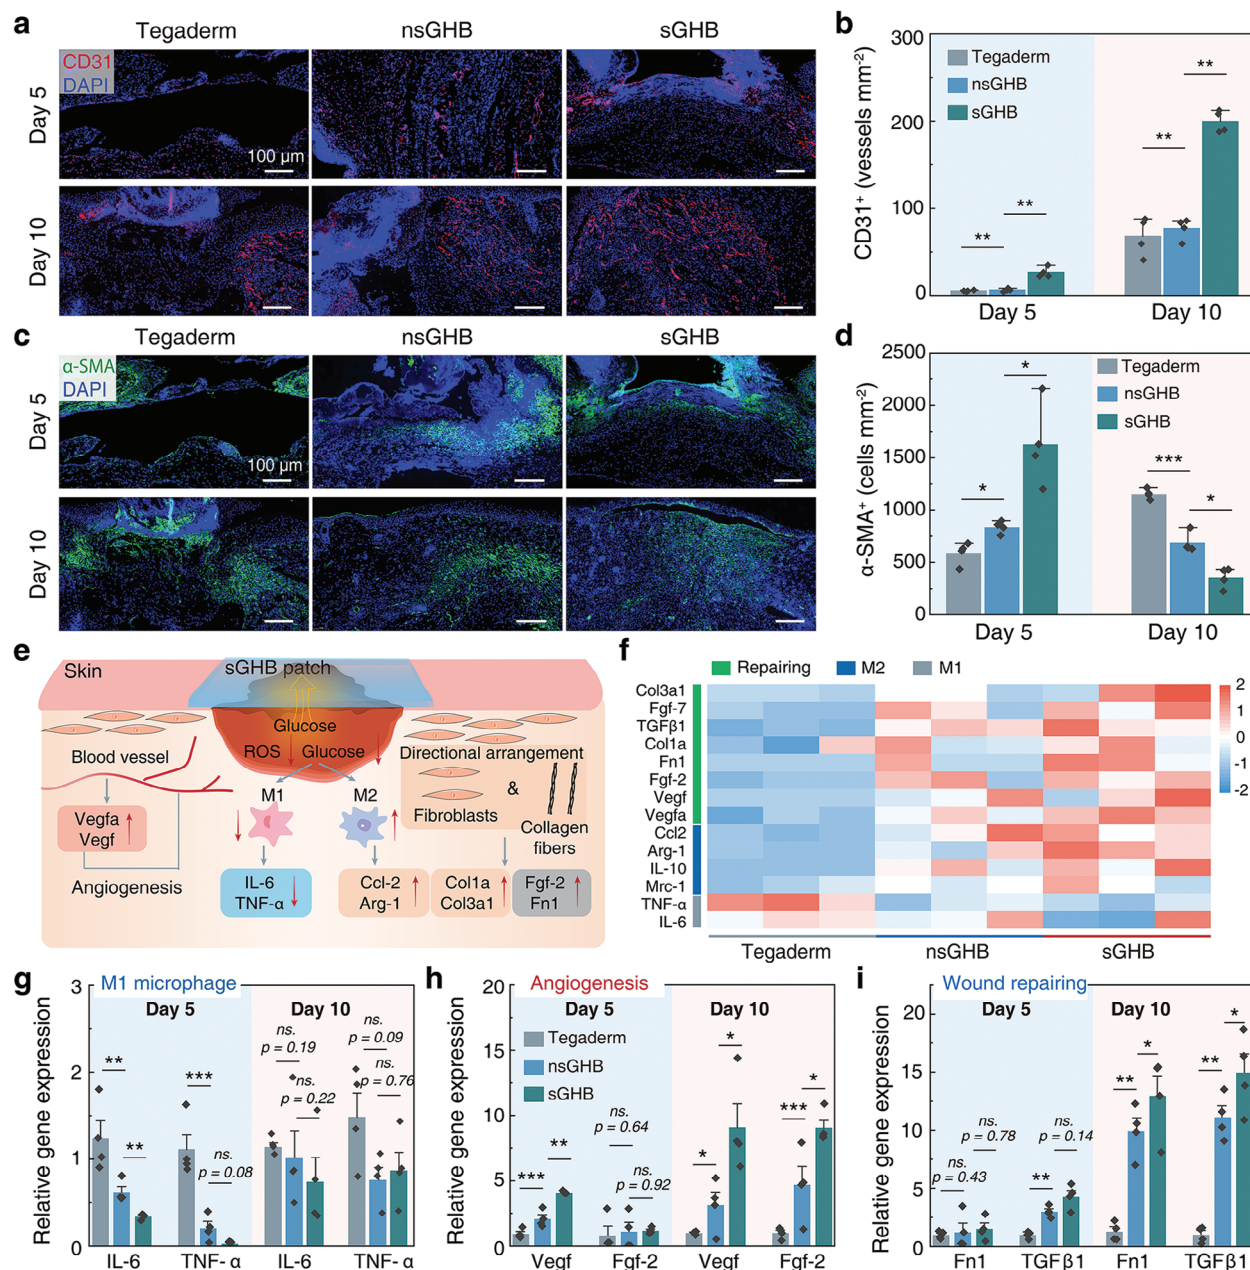 a
Tegaderm
nsGHB
sGHB
CD31
DAPI
Day 5
100 μm
Day 10
b
CD31⁺ (vessels mm⁻²)
300
200
100
0
Tegaderm
nsGHB
sGHB
**
**
**
**
Day 5
Day 10
c
Tegaderm
nsGHB
sGHB
α-SMA
DAPI
Day 5
100 μm
Day 10
d
α-SMA⁺ (cells mm⁻²)
2500
2000
1500
1000
500
0
Tegaderm
nsGHB
sGHB
*
*
***
*
Day 5
Day 10
e
Skin
sGHB patch
Glucose
ROS
Glucose
Blood vessel
Vegfa
Vegf
Angiogenesis
M1
M2
IL-6
TNF-α
Ccl-2
Arg-1
Directional arrangement
&
Fibroblasts
Collagen
fibers
Col1a
Col3a1
Fgf-2
Fn1
f
Repairing
M2
M1
Col3a1
Fgf-7
TGFβ1
Col1a
Fn1
Fgf-2
Vegf
Vegfa
Ccl2
Arg-1
IL-10
Mrc-1
TNF-α
IL-6
2
1
0
-1
-2
Tegaderm
nsGHB
sGHB
g
M1 microphage
Relative gene expression
3
2
1
0
Day 5
Day 10
**
**
***
ns.
p = 0.08
ns.
p = 0.19
ns.
p = 0.22
ns.
p = 0.09
ns.
p = 0.76
IL-6
TNF- α
IL-6
TNF- α
h
Angiogenesis
Relative gene expression
20
15
10
5
0
Day 5
Day 10
Tegaderm
nsGHB
sGHB
***
**
ns.
p = 0.64
ns.
p = 0.92
*
*
***
*
Vegf
Fgf-2
Vegf
Fgf-2
i
Wound repairing
Relative gene expression
20
15
10
5
0
Day 5
Day 10
ns.
p = 0.43
ns.
p = 0.78
**
ns.
p = 0.14
**
*
**
*
Fn1
TGFβ1
Fn1
TGFβ1